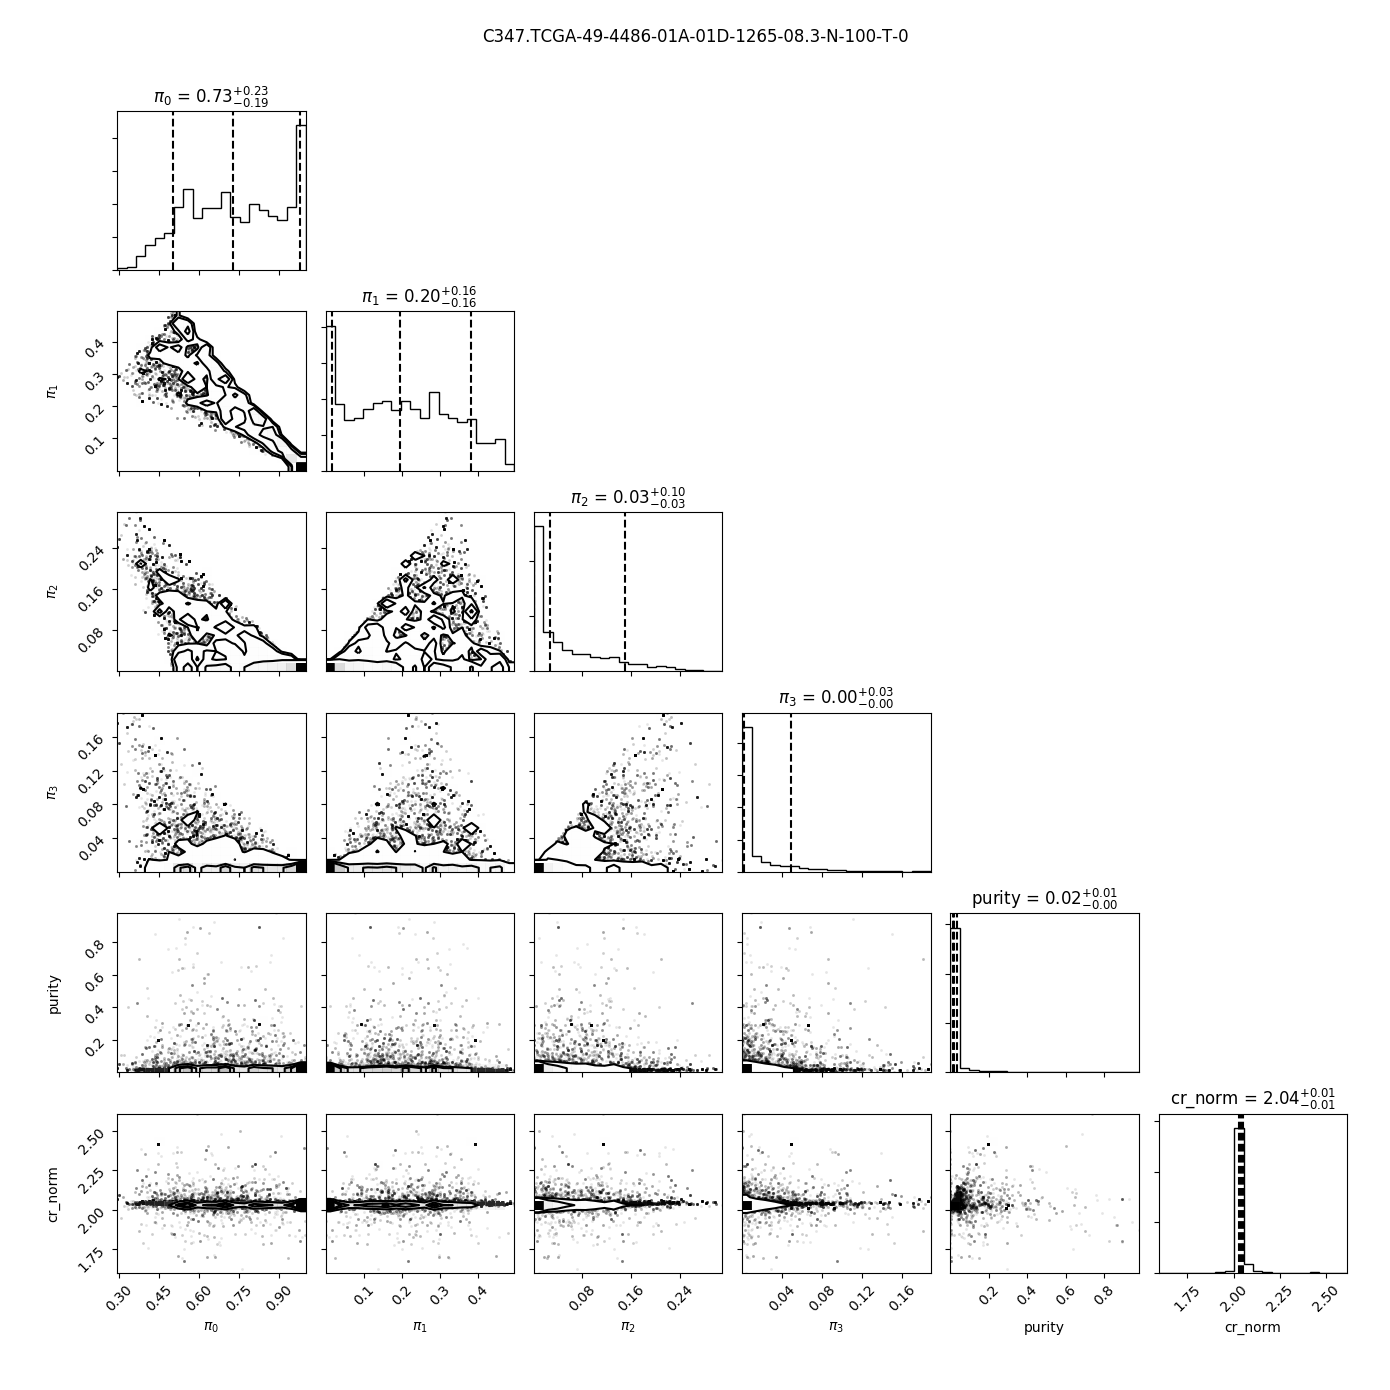 C347.TCGA-49-4486-01A-01D-1265-08.3-N-100-T-0
π₀ = 0.73+0.23−0.19
π₁ = 0.20+0.16−0.16
π₁
0.4
0.3
0.2
0.1
π₂ = 0.03+0.10−0.03
π₂
0.24
0.16
0.08
π₃ = 0.00+0.03−0.00
π₃
0.16
0.12
0.08
0.04
purity = 0.02+0.01−0.00
purity
0.8
0.6
0.4
0.2
cr_norm = 2.04+0.01−0.01
cr_norm
2.50
2.25
2.00
1.75
0.30 0.45 0.60 0.75 0.90
0.1 0.2 0.3 0.4
0.08 0.16 0.24
0.04 0.08 0.12 0.16
0.2 0.4 0.6 0.8
1.75 2.00 2.25 2.50
π₀
π₁
π₂
π₃
purity
cr_norm